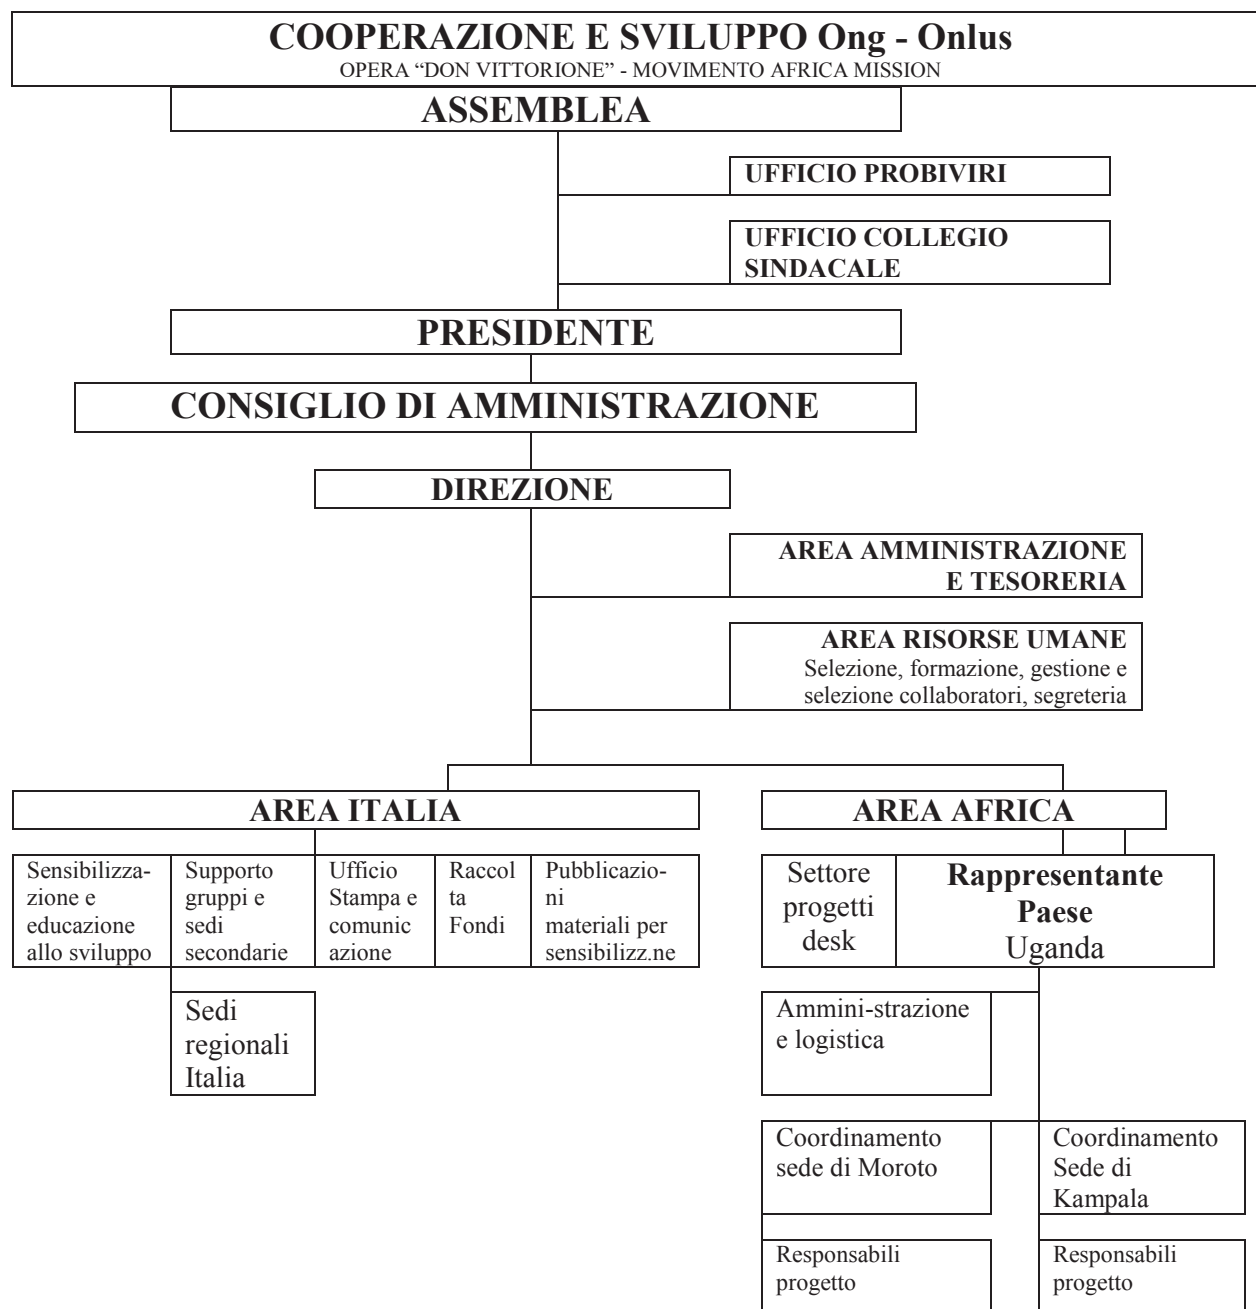 COOPERAZIONE E SVILUPPO Ong - Onlus
OPERA “DON VITTORIONE” - MOVIMENTO AFRICA MISSION
ASSEMBLEA
UFFICIO PROBIVIRI
UFFICIO COLLEGIO
SINDACALE
PRESIDENTE
CONSIGLIO DI AMMINISTRAZIONE
DIREZIONE
AREA AMMINISTRAZIONE
E TESORERIA
AREA RISORSE UMANE
Selezione, formazione, gestione e
selezione collaboratori, segreteria
AREA ITALIA
Sensibilizza-
zione e
educazione
allo sviluppo
Supporto
gruppi e
sedi
secondarie
Ufficio
Stampa e
comunic
azione
Raccol
ta
Fondi
Pubblicazio-
ni
materiali per
sensibilizz.ne
Sedi
regionali
Italia
AREA AFRICA
Settore
progetti
desk
Rappresentante
Paese
Uganda
Ammini-strazione
e logistica
Coordinamento
sede di Moroto
Coordinamento
Sede di
Kampala
Responsabili
progetto
Responsabili
progetto